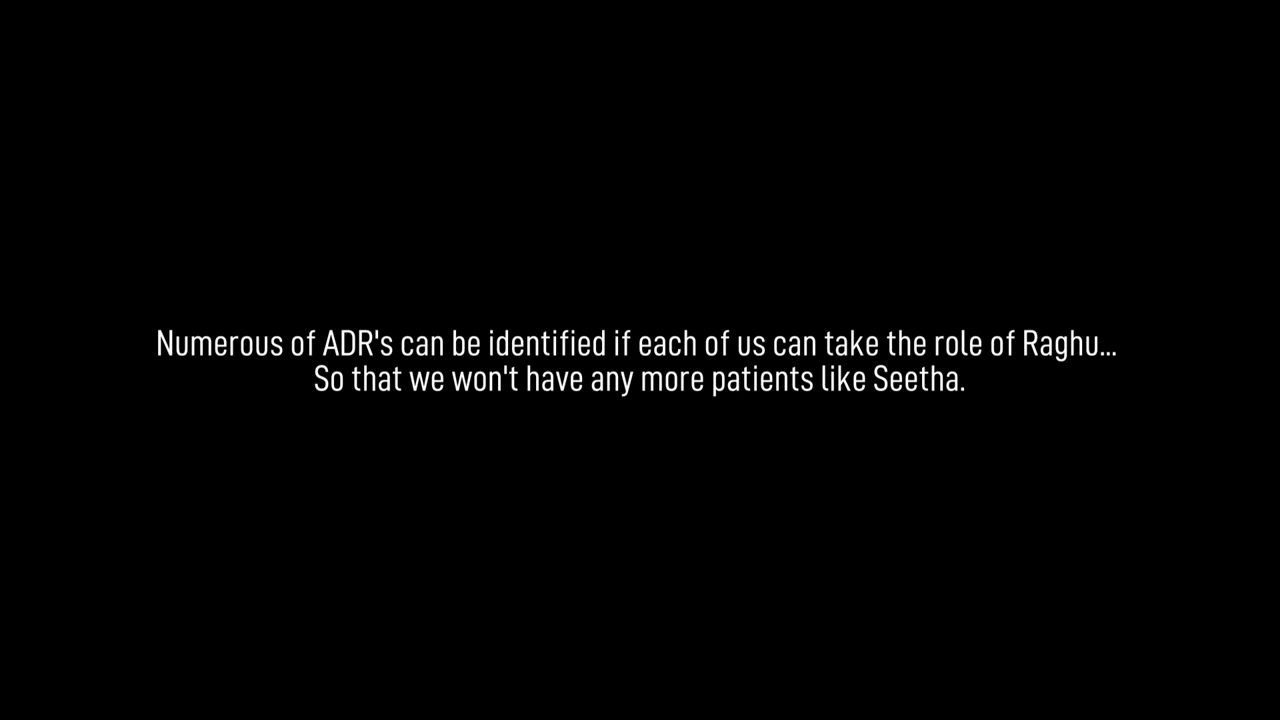 Numerous of ADR's can be identified if each of us can take the role of Raghu...
So that we won't have any more patients like Seetha.